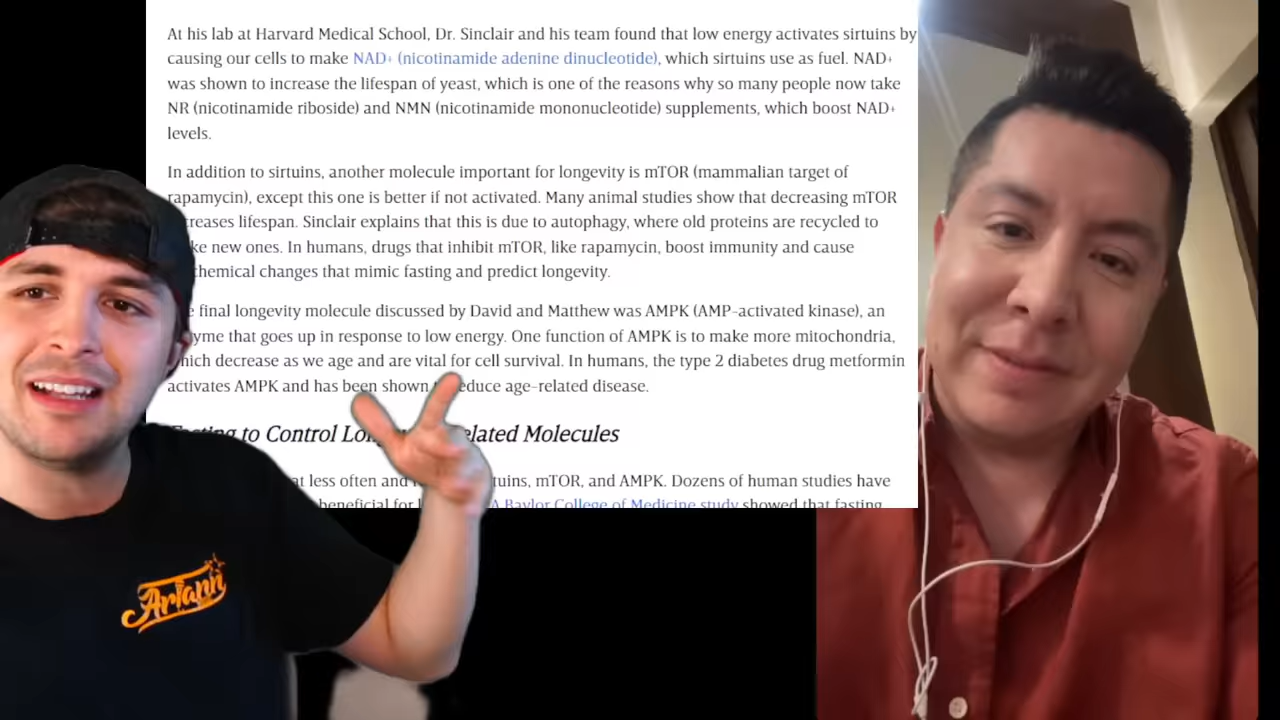 At his lab at Harvard Medical School, Dr. Sinclair and his team found that low energy activates sirtuins by
causing our cells to make NAD+ (nicotinamide adenine dinucleotide), which sirtuins use as fuel. NAD+
was shown to increase the lifespan of yeast, which is one of the reasons why so many people now take
NR (nicotinamide riboside) and NMN (nicotinamide mononucleotide) supplements, which boost NAD+
levels.
In addition to sirtuins, another molecule important for longevity is mTOR (mammalian target of
rapamycin), except this one is better if not activated. Many animal studies show that decreasing mTOR
lifespan. Sinclair explains that this is due to autophagy, where old proteins are recycled to
new ones. In humans, drugs that inhibit mTOR, like rapamycin, boost immunity and cause
chemical changes that mimic fasting and predict longevity.
final longevity molecule discussed by David and Matthew was AMPK (AMP-activated kinase), an
that goes up in response to low energy. One function of AMPK is to make more mitochondria,
which decrease as we age and are vital for cell survival. In humans, the type 2 diabetes drug metformin
activates AMPK and has been shown reduce age-related disease.
Fasting to Control Related Molecules
at less often and mTOR, and AMPK. Dozens of human studies have
beneficial for A Baylor College of Medicine study showed that fasting
Artann